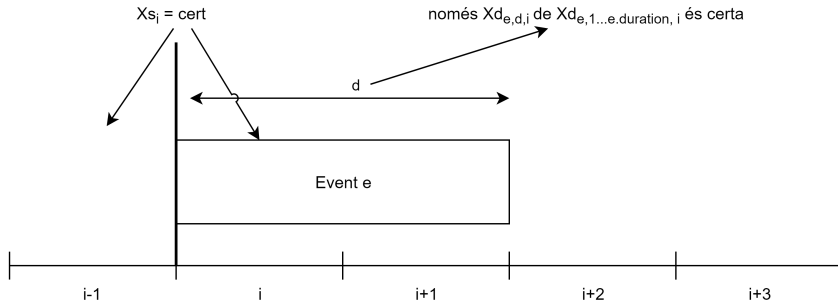 Xs_i = cert
només Xd_e,d,i de Xd_e,1...e.duration, i és certa
d
Event e
i-1 i i+1 i+2 i+3